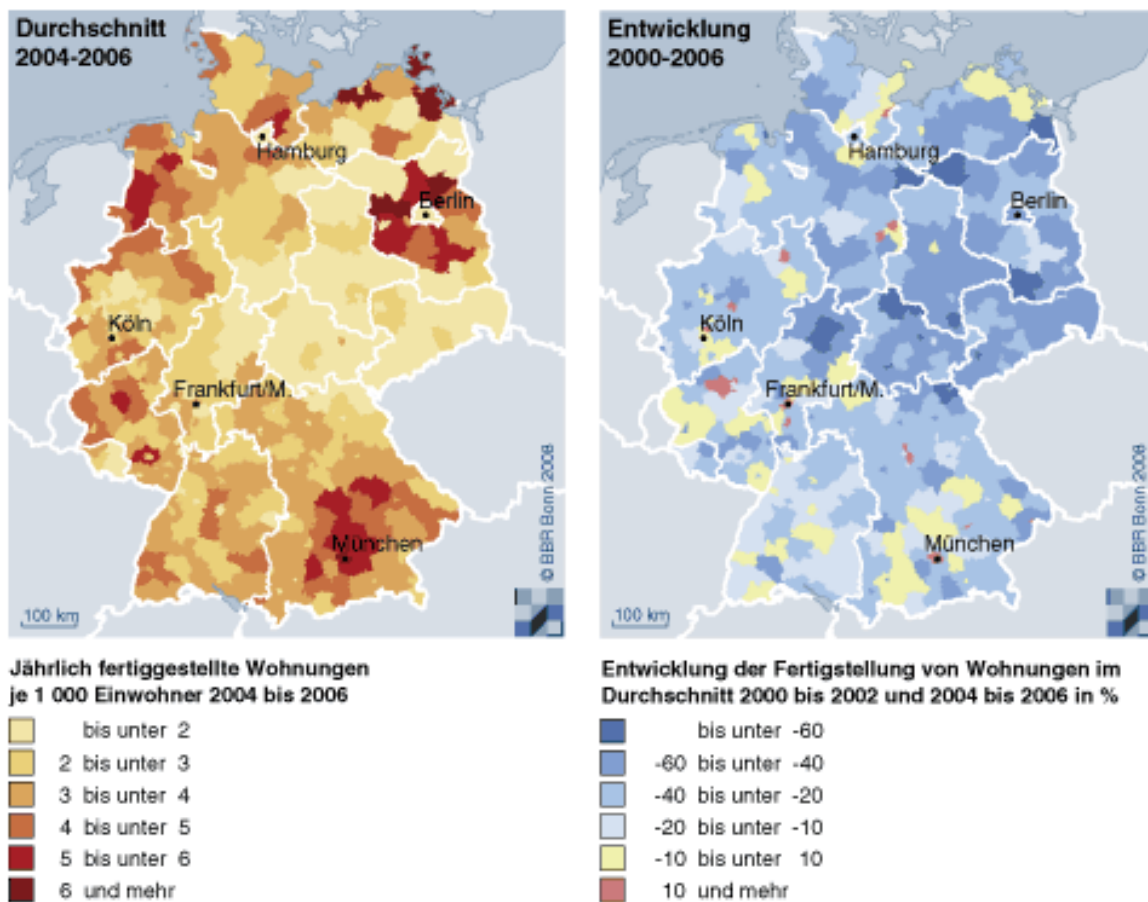 Durchschnitt
2004-2006
Hamburg
Berlin
Köln
Frankfurt/M.
München
100 km
© BBR Bonn 2008
Jährlich fertiggestellte Wohnungen
je 1 000 Einwohner 2004 bis 2006
bis unter 2
2 bis unter 3
3 bis unter 4
4 bis unter 5
5 bis unter 6
6 und mehr
Entwicklung
2000-2006
Hamburg
Berlin
Köln
Frankfurt/M.
München
100 km
© BBR Bonn 2008
Entwicklung der Fertigstellung von Wohnungen im
Durchschnitt 2000 bis 2002 und 2004 bis 2006 in %
bis unter -60
-60 bis unter -40
-40 bis unter -20
-20 bis unter -10
-10 bis unter 10
10 und mehr